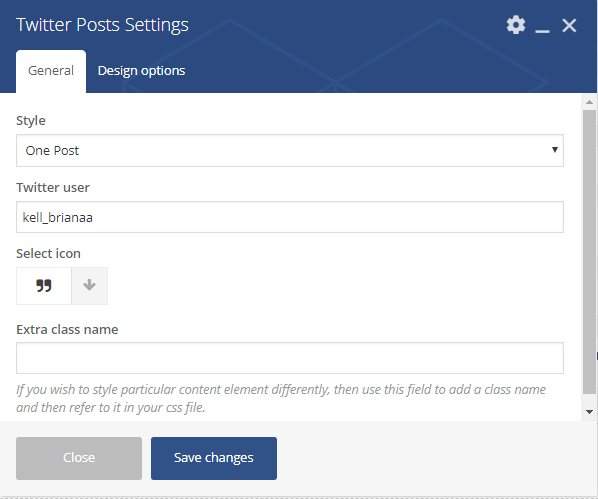 Twitter Posts Settings
General Design options
Style
One Post
Twitter user
kell_brianaa
Select icon
Extra class name
If you wish to style particular content element differently, then use this field to add a class name
and then refer to it in your css file.
Close Save changes